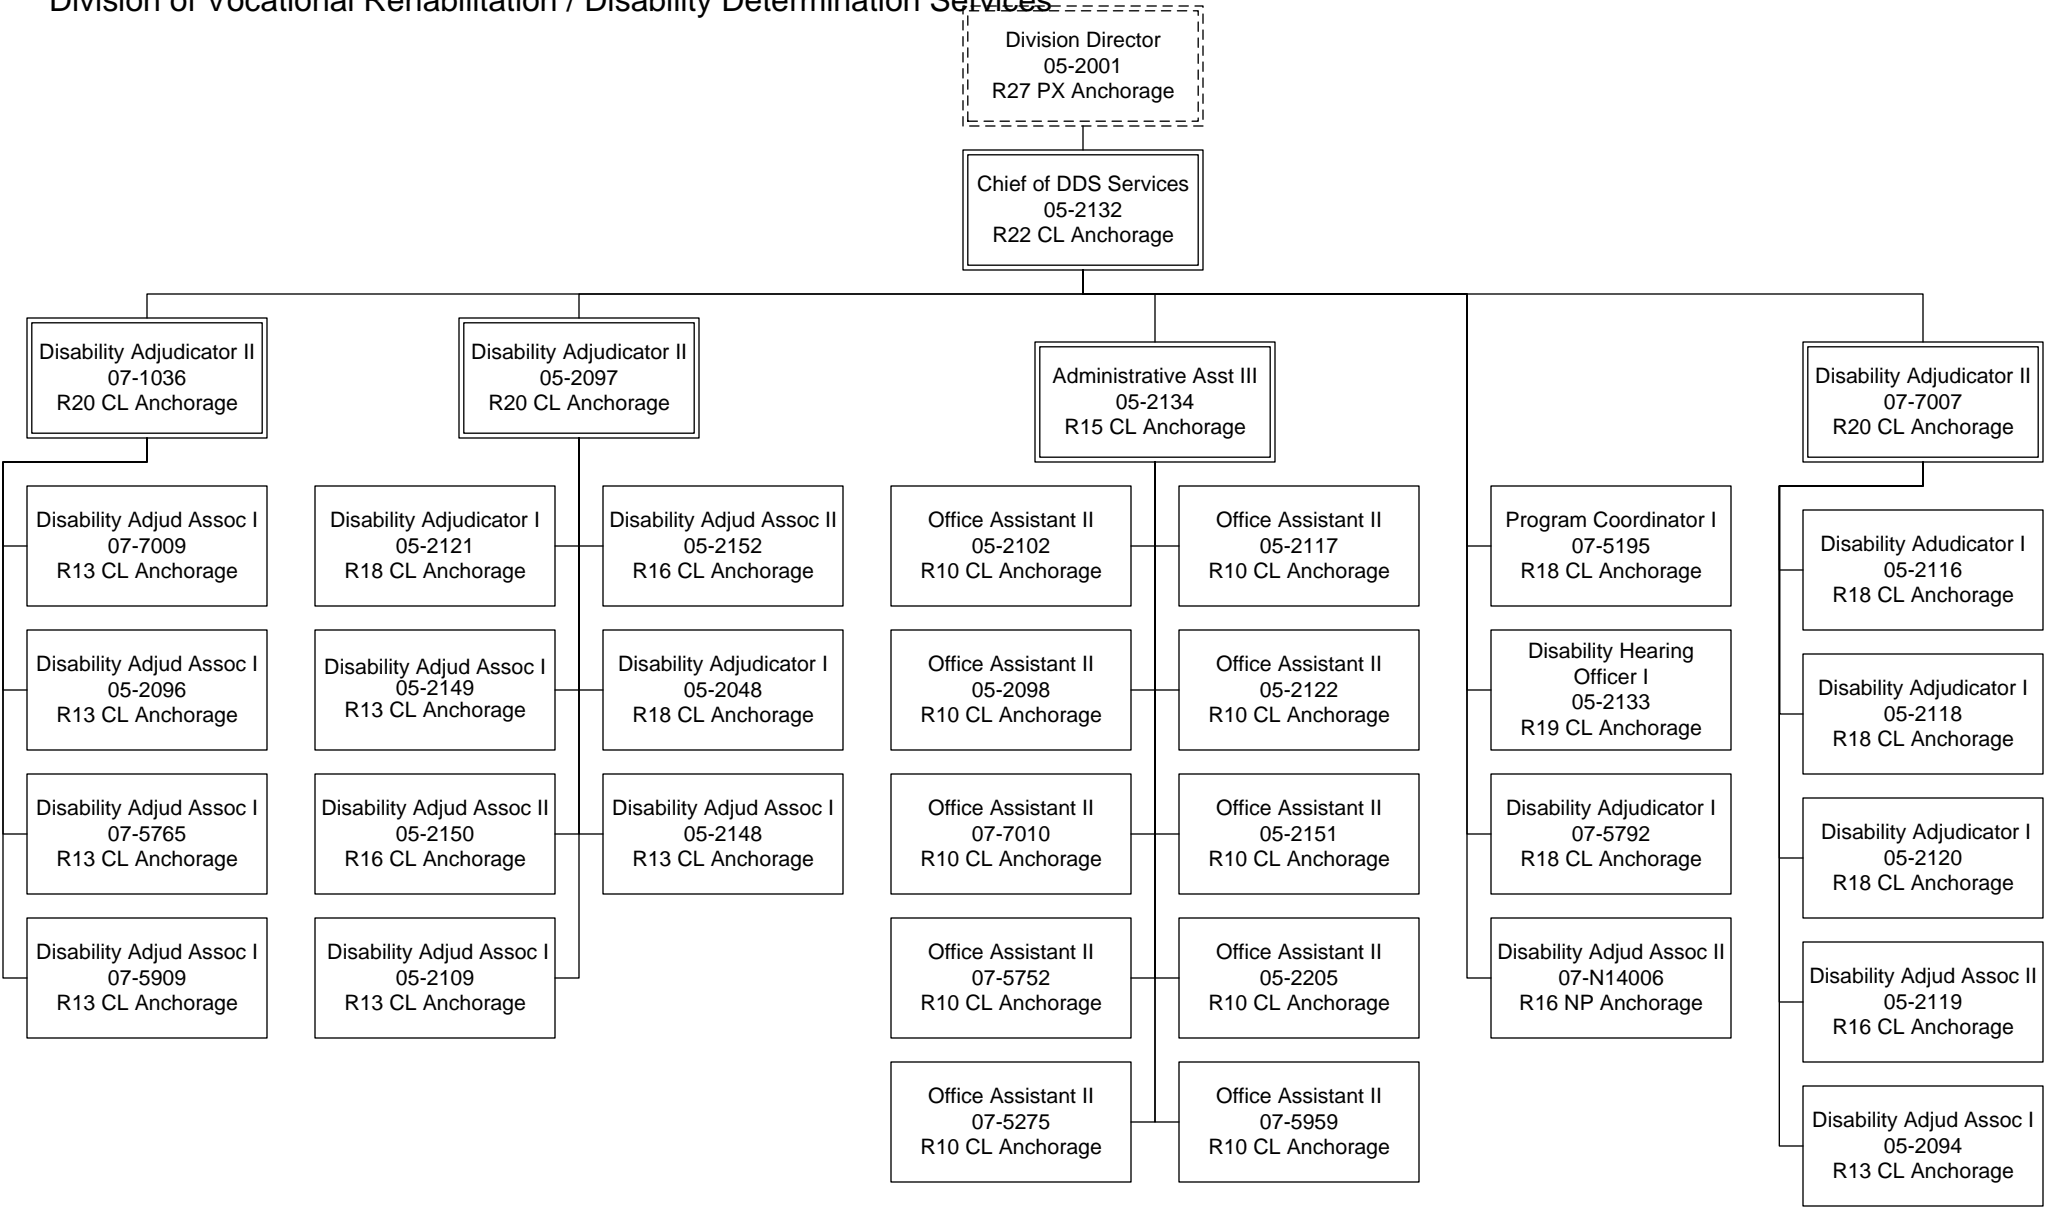 Division of Vocational Rehabilitation / Disability Determination Services
Division Director
05-2001
R27 PX Anchorage
Chief of DDS Services
05-2132
R22 CL Anchorage
Disability Adjudicator II
07-1036
R20 CL Anchorage
Disability Adjudicator II
05-2097
R20 CL Anchorage
Administrative Asst III
05-2134
R15 CL Anchorage
Disability Adjudicator II
07-7007
R20 CL Anchorage
Disability Adjud Assoc I
07-7009
R13 CL Anchorage
Disability Adjud Assoc I
05-2096
R13 CL Anchorage
Disability Adjud Assoc I
07-5765
R13 CL Anchorage
Disability Adjud Assoc I
07-5909
R13 CL Anchorage
Disability Adjudicator I
05-2121
R18 CL Anchorage
Disability Adjud Assoc II
05-2152
R16 CL Anchorage
Disability Adjud Assoc I
05-2149
R13 CL Anchorage
Disability Adjudicator I
05-2048
R18 CL Anchorage
Disability Adjud Assoc II
05-2150
R16 CL Anchorage
Disability Adjud Assoc I
05-2148
R13 CL Anchorage
Disability Adjud Assoc I
05-2109
R13 CL Anchorage
Office Assistant II
05-2102
R10 CL Anchorage
Office Assistant II
05-2117
R10 CL Anchorage
Office Assistant II
05-2098
R10 CL Anchorage
Office Assistant II
05-2122
R10 CL Anchorage
Office Assistant II
07-7010
R10 CL Anchorage
Office Assistant II
05-2151
R10 CL Anchorage
Office Assistant II
07-5752
R10 CL Anchorage
Office Assistant II
05-2205
R10 CL Anchorage
Office Assistant II
07-5275
R10 CL Anchorage
Office Assistant II
07-5959
R10 CL Anchorage
Program Coordinator I
07-5195
R18 CL Anchorage
Disability Hearing
Officer I
05-2133
R19 CL Anchorage
Disability Adjudicator I
07-5792
R18 CL Anchorage
Disability Adjud Assoc II
07-N14006
R16 NP Anchorage
Disability Adudicator I
05-2116
R18 CL Anchorage
Disability Adjudicator I
05-2118
R18 CL Anchorage
Disability Adjudicator I
05-2120
R18 CL Anchorage
Disability Adjud Assoc II
05-2119
R16 CL Anchorage
Disability Adjud Assoc I
05-2094
R13 CL Anchorage